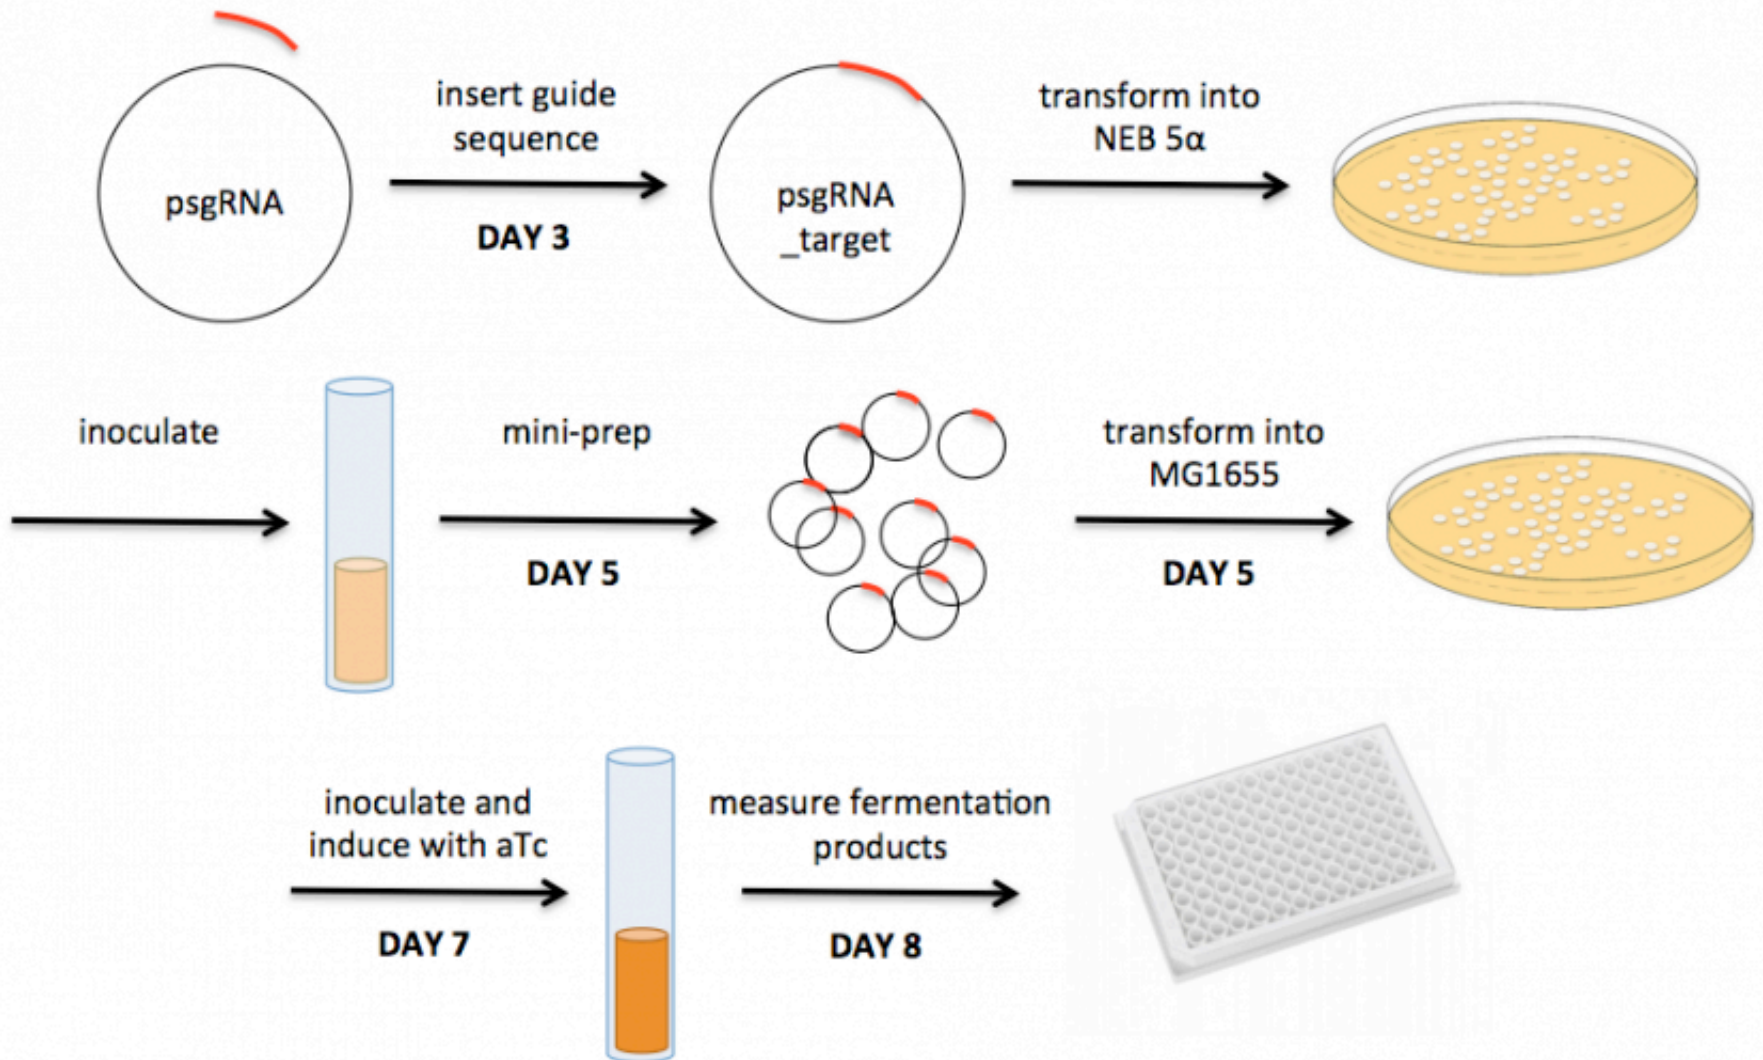 insert guide
sequence
DAY 3
psgRNA
psgRNA
_target
transform into
NEB 5α
inoculate
mini-prep
DAY 5
transform into
MG1655
DAY 5
inoculate and
induce with aTc
DAY 7
measure fermentation
products
DAY 8